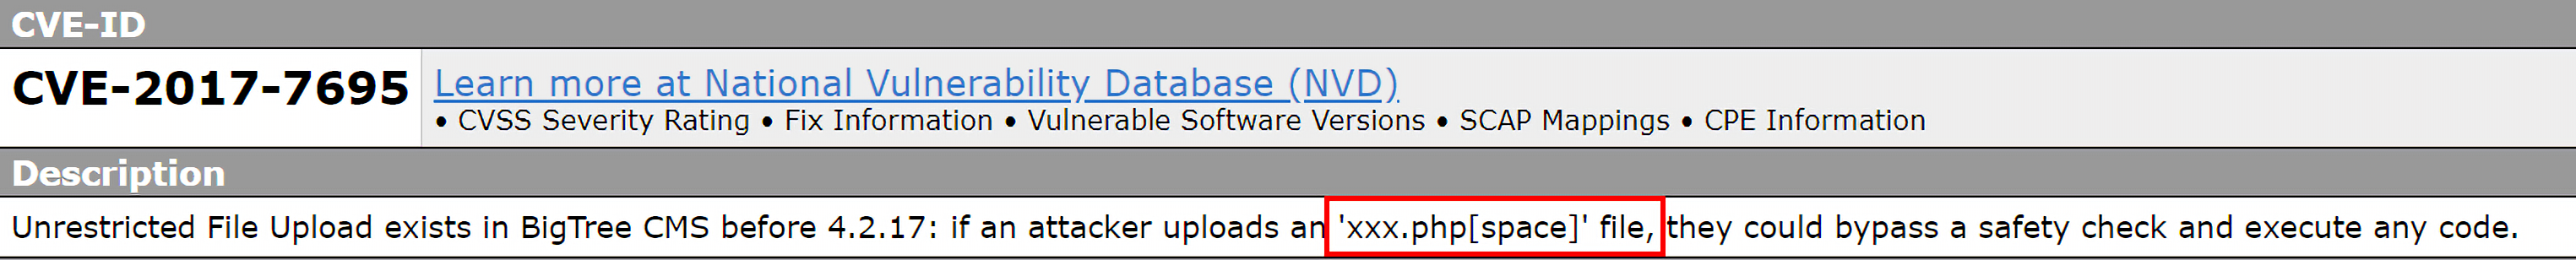 CVE-ID
CVE-2017-7695
Learn more at National Vulnerability Database (NVD)
• CVSS Severity Rating • Fix Information • Vulnerable Software Versions • SCAP Mappings • CPE Information
Description
Unrestricted File Upload exists in BigTree CMS before 4.2.17: if an attacker uploads an 'xxx.php[space]' file, they could bypass a safety check and execute any code.